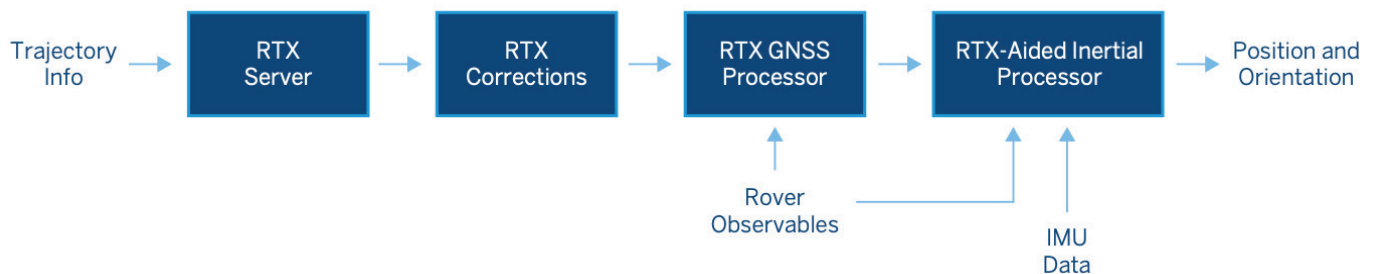 Trajectory
Info
RTX
Server
RTX
Corrections
RTX GNSS
Processor
RTX-Aided Inertial
Processor
Position and
Orientation
Rover
Observables
IMU
Data